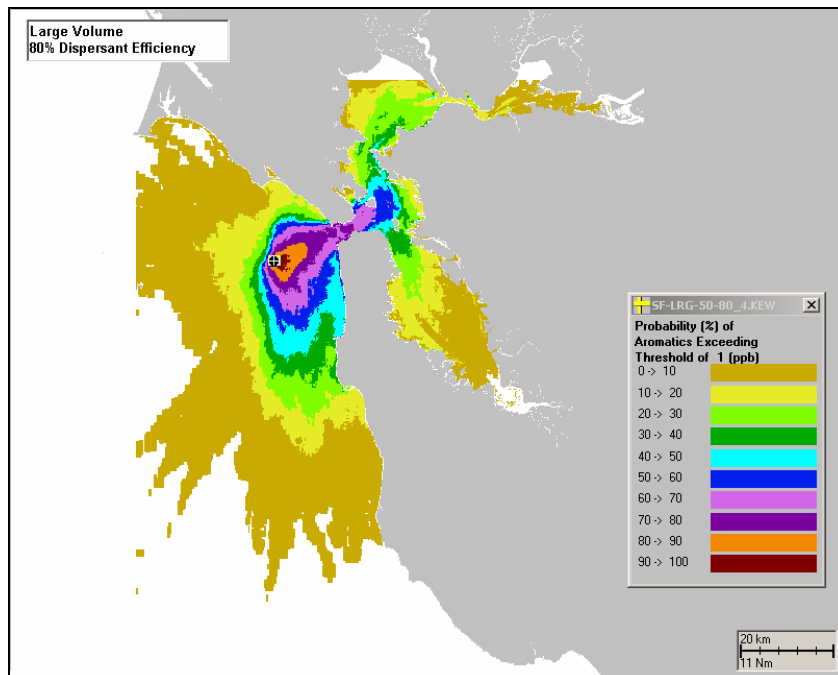 Large Volume
80% Dispersant Efficiency
SF-LRG-50-80_4.KEW
Probability (%) of
Aromatics Exceeding
Threshold of 1 (ppb)
0 -> 10
10 -> 20
20 -> 30
30 -> 40
40 -> 50
50 -> 60
60 -> 70
70 -> 80
80 -> 90
90 -> 100
20 km
11 Nm